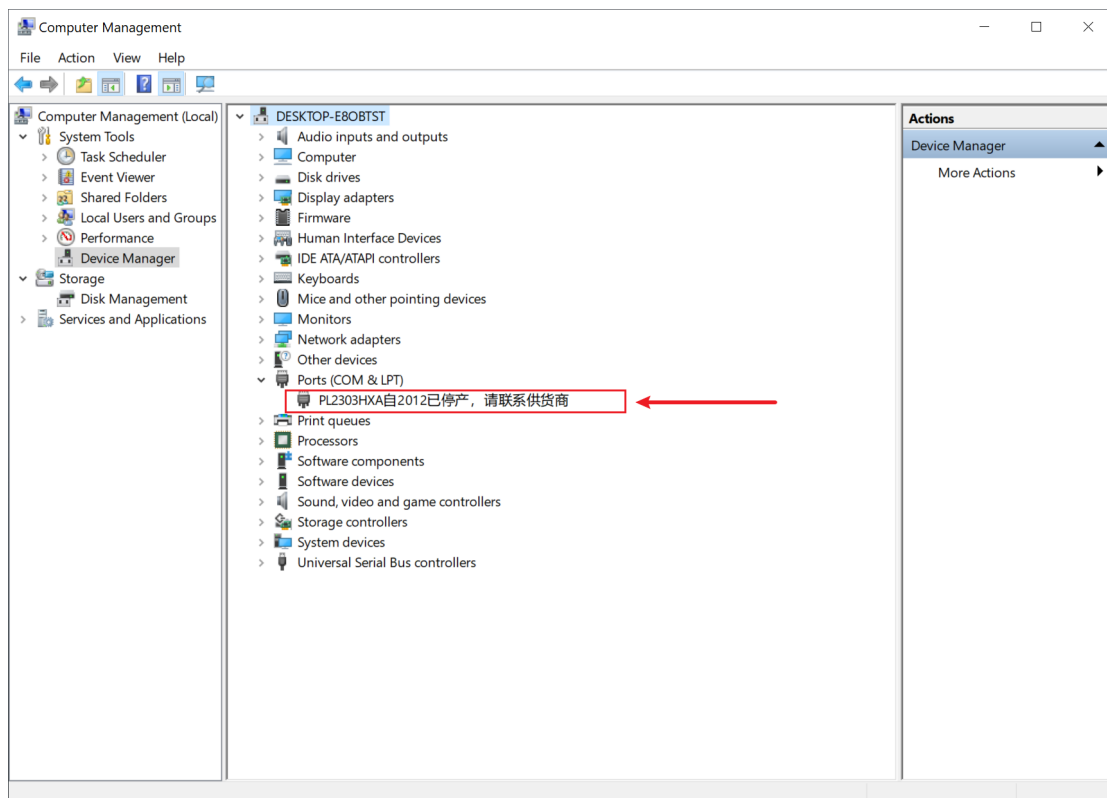 Computer Management
File Action View Help
Computer Management (Local)
System Tools
Task Scheduler
Event Viewer
Shared Folders
Local Users and Groups
Performance
Device Manager
Storage
Disk Management
Services and Applications
DESKTOP-E8OBTST
Audio inputs and outputs
Computer
Disk drives
Display adapters
Firmware
Human Interface Devices
IDE ATA/ATAPI controllers
Keyboards
Mice and other pointing devices
Monitors
Network adapters
Other devices
Ports (COM & LPT)
PL2303HXA自2012已停产，请联系供货商
Print queues
Processors
Software components
Software devices
Sound, video and game controllers
Storage controllers
System devices
Universal Serial Bus controllers
Actions
Device Manager
More Actions